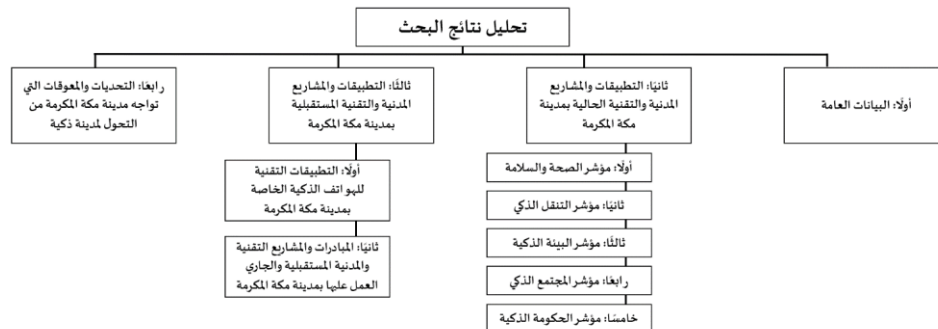 تحليل نتائج البحث
أولًا: البيانات العامة
ثانيًا: التطبيقات والمشاريع
المدنية والتقنية الحالية بمدينة
مكة المكرمة
أولًا: مؤشر الصحة والسلامة
ثانيًا: مؤشر التنقل الذكي
ثالثًا: مؤشر البيئة الذكية
رابعًا: مؤشر المجتمع الذكي
خامسًا: مؤشر الحكومة الذكية
ثالثًا: التطبيقات والمشاريع
المدنية والتقنية المستقبلية
بمدينة مكة المكرمة
أولًا: التطبيقات التقنية
للهواتف الذكية الخاصة
بمدينة مكة المكرمة
ثانيًا: المبادرات والمشاريع التقنية
والمدنية المستقبلية والجاري
العمل عليها بمدينة مكة المكرمة
رابعًا: التحديات والمعوقات التي
تواجه مدينة مكة المكرمة من
التحول لمدينة ذكية